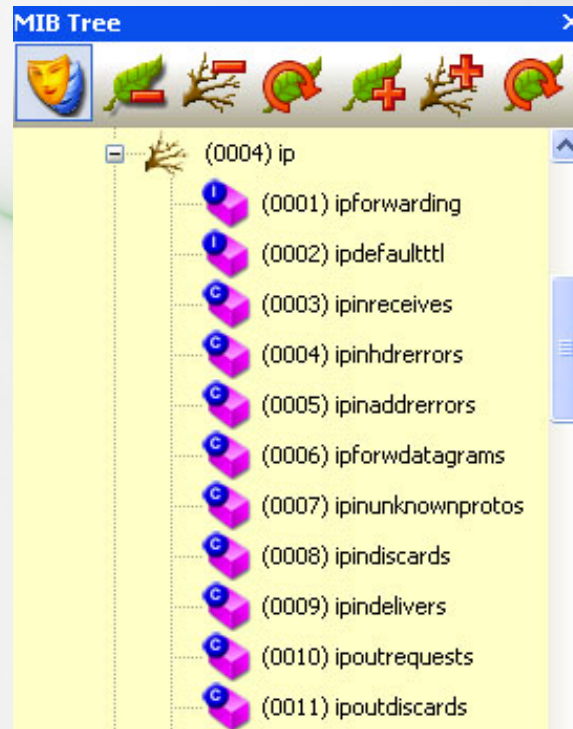 MIB Tree
(0004) ip
I (0001) ipforwarding
I (0002) ipdefaultttl
C (0003) ipinreceives
C (0004) ipinhdrerrors
C (0005) ipinaddrerrors
C (0006) ipforwdatagrams
C (0007) ipinunknownprotos
C (0008) ipindiscards
C (0009) ipindelivers
C (0010) ipoutrequests
C (0011) ipoutdiscards